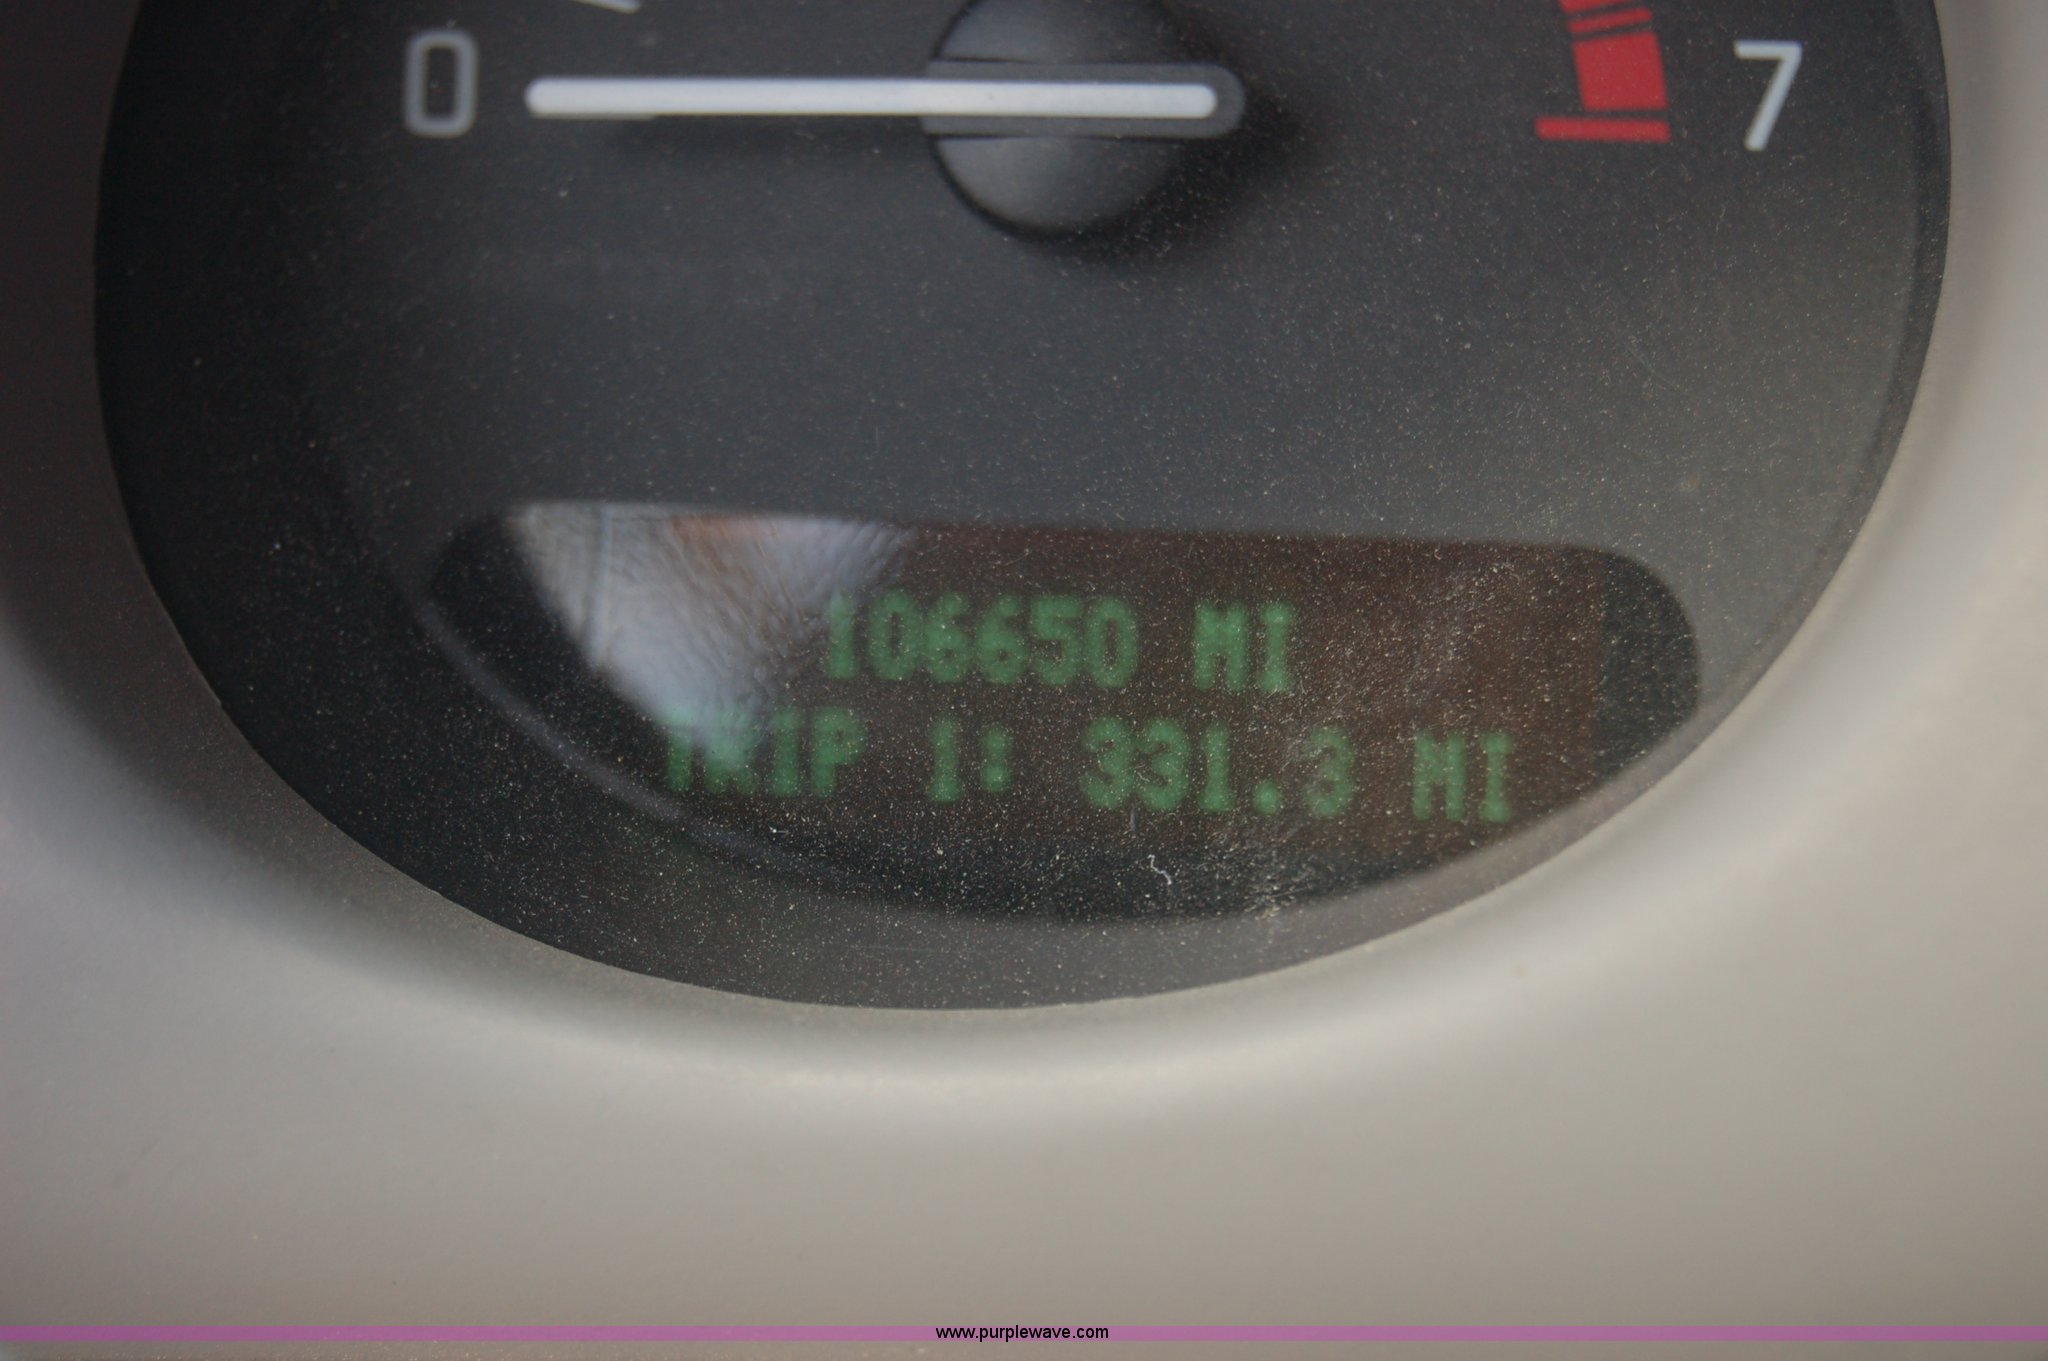 0
7
106650 MI
TRIP 1: 331.3 MI
www.purplewave.com